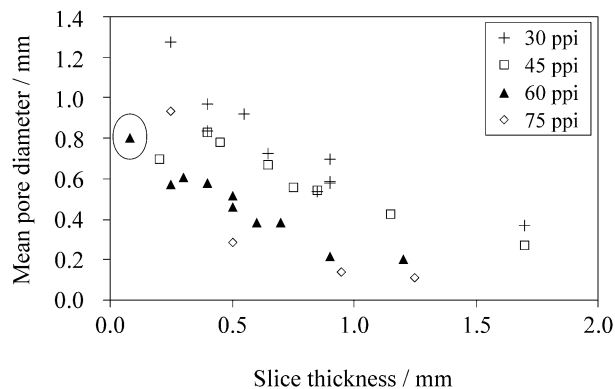 1.4
1.2
1.0
0.8
0.6
0.4
0.2
0.0
Mean pore diameter / mm
30 ppi
45 ppi
60 ppi
75 ppi
0.0 0.5 1.0 1.5 2.0
Slice thickness / mm